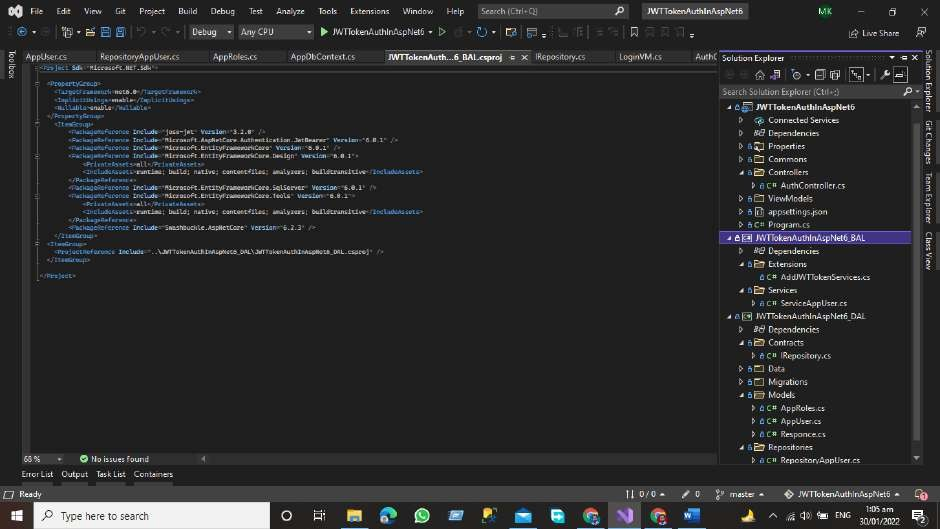 File Edit View Git Project Build Debug Test Analyze Tools Extensions Window Help Search (Ctrl+Q) JWTTokenAuthInAspNet6 MK
Debug Any CPU JWTTokenAuthInAspNet6 Live Share
AppUser.cs RepositoryAppUser.cs AppRoles.cs AppDbContext.cs JWTTokenAuth...6_BAL.csproj IRepository.cs LoginVM.cs AuthC
Toolbox
<Project Sdk="Microsoft.NET.Sdk">
<PropertyGroup>
<TargetFramework>net6.0</TargetFramework>
<ImplicitUsings>enable</ImplicitUsings>
<Nullable>enable</Nullable>
</PropertyGroup>
<ItemGroup>
<PackageReference Include="jose-jwt" Version="3.2.0" />
<PackageReference Include="Microsoft.AspNetCore.Authentication.JwtBearer" Version="6.0.1" />
<PackageReference Include="Microsoft.EntityFrameworkCore" Version="6.0.1" />
<PackageReference Include="Microsoft.EntityFrameworkCore.Design" Version="6.0.1">
<PrivateAssets>all</PrivateAssets>
<IncludeAssets>runtime; build; native; contentfiles; analyzers; buildtransitive</IncludeAssets>
</PackageReference>
<PackageReference Include="Microsoft.EntityFrameworkCore.SqlServer" Version="6.0.1" />
<PackageReference Include="Microsoft.EntityFrameworkCore.Tools" Version="6.0.1">
<PrivateAssets>all</PrivateAssets>
<IncludeAssets>runtime; build; native; contentfiles; analyzers; buildtransitive</IncludeAssets>
</PackageReference>
<PackageReference Include="Swashbuckle.AspNetCore" Version="6.2.3" />
</ItemGroup>
<ItemGroup>
<ProjectReference Include="..\JWTTokenAuthInAspNet6_DAL\JWTTokenAuthInAspNet6_DAL.csproj" />
</ItemGroup>
</Project>
Solution Explorer
Search Solution Explorer (Ctrl+;)
JWTTokenAuthInAspNet6
Connected Services
Dependencies
Properties
Commons
Controllers
C# AuthController.cs
ViewModels
appsettings.json
C# Program.cs
JWTTokenAuthInAspNet6_BAL
Dependencies
Extensions
C# AddJWTTokenServices.cs
Services
C# ServiceAppUser.cs
JWTTokenAuthInAspNet6_DAL
Dependencies
Contracts
C# IRepository.cs
Data
Migrations
Models
C# AppRoles.cs
C# AppUser.cs
C# Responce.cs
Repositories
C# RepositoryAppUser.cs
Solution Explorer
Git Changes
Team Explorer
Class View
68 % No issues found
Error List Output Task List Containers
Ready 0 / 0 0 master JWTTokenAuthInAspNet6 1
Type here to search ENG 1:05 am 30/01/2022 2